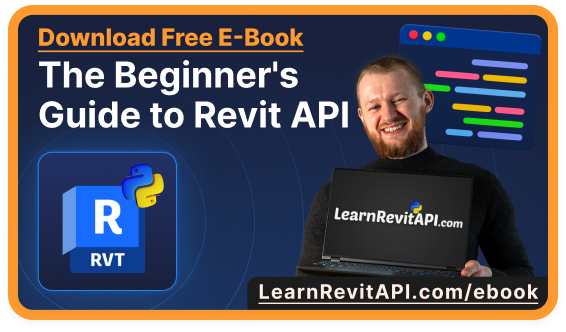 Download Free E-Book
The Beginner's
Guide to Revit API
R
RVT
LearnRevitAPI.com
LearnRevitAPI.com/ebook